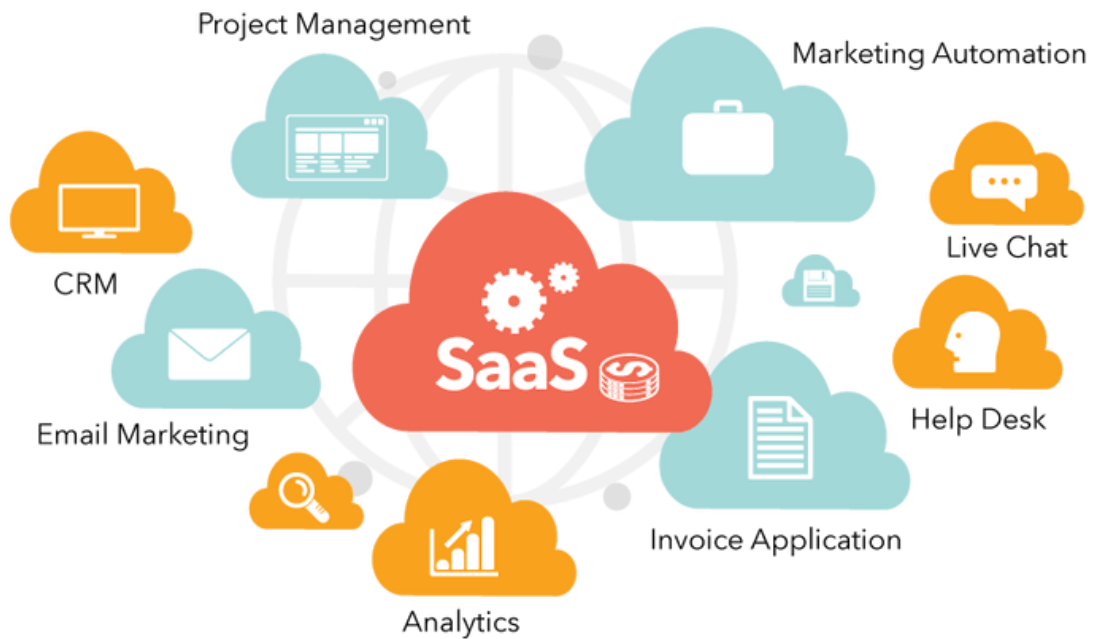 Project Management
Marketing Automation
CRM
Live Chat
SaaS
Email Marketing
Help Desk
Invoice Application
Analytics